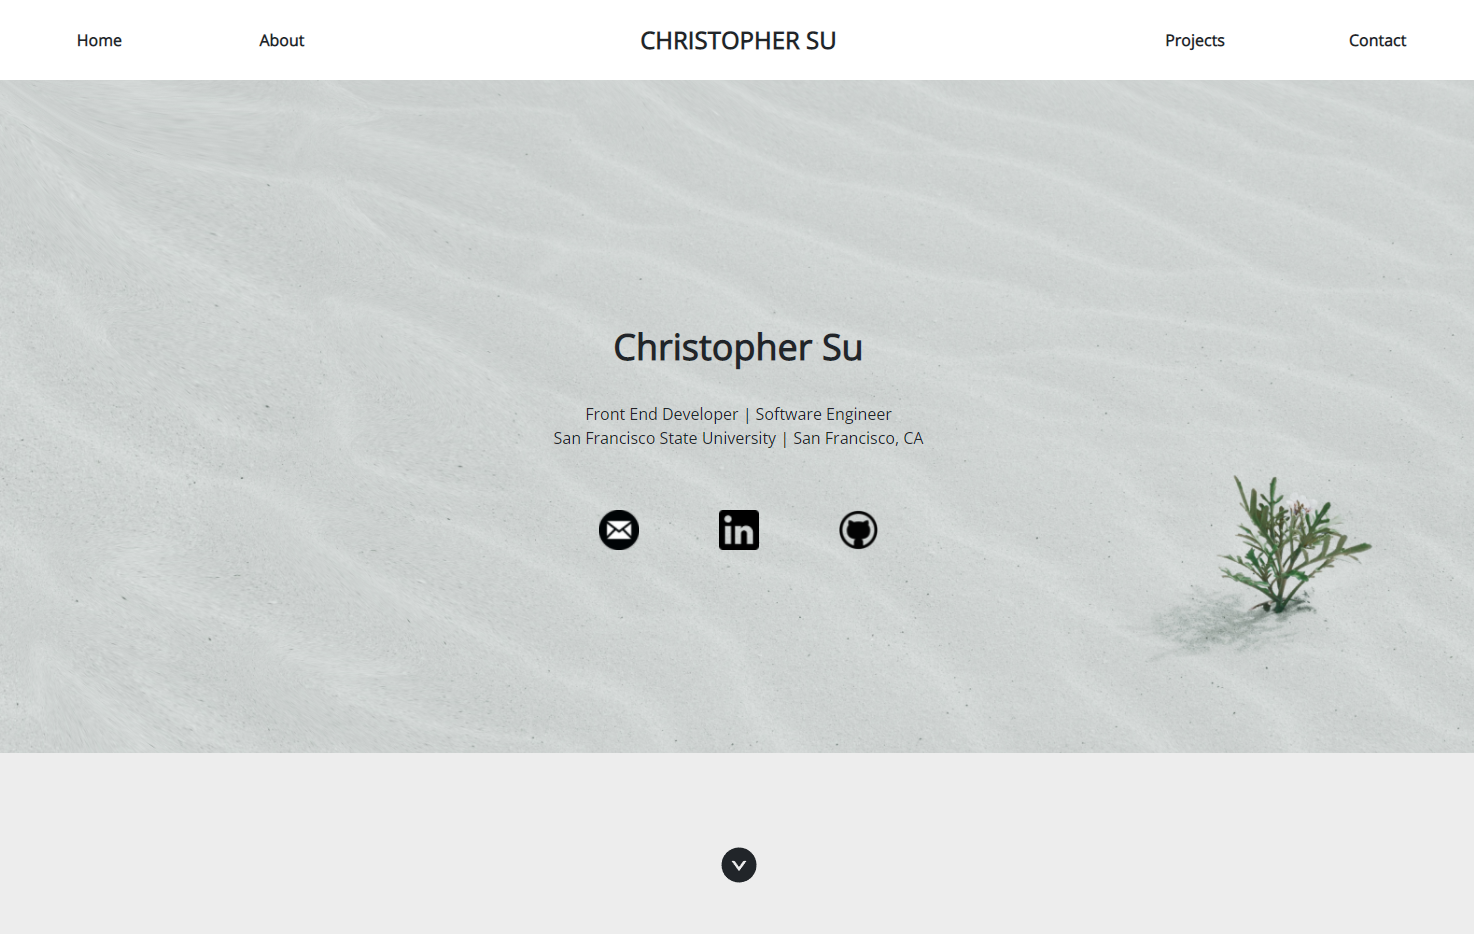 Home
About
CHRISTOPHER SU
Projects
Contact
Christopher Su
Front End Developer | Software Engineer
San Francisco State University | San Francisco, CA
in